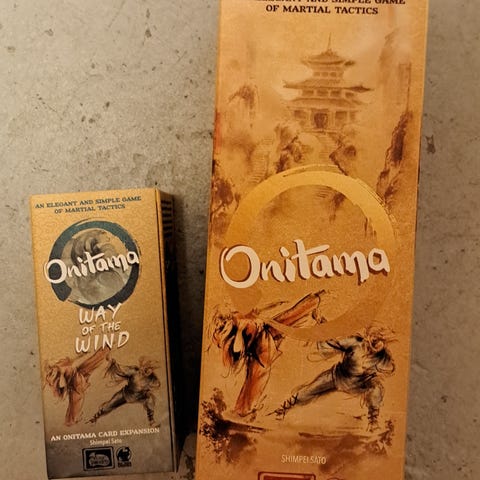 AN ELEGANT AND SIMPLE GAME
OF MARTIAL TACTICS
Onitama
WAY
OF THE
WIND
AN ONITAMA CARD EXPANSION
Shimpei Sato
AN ELEGANT AND SIMPLE GAME
OF MARTIAL TACTICS
Onitama
SHIMPEI SATO